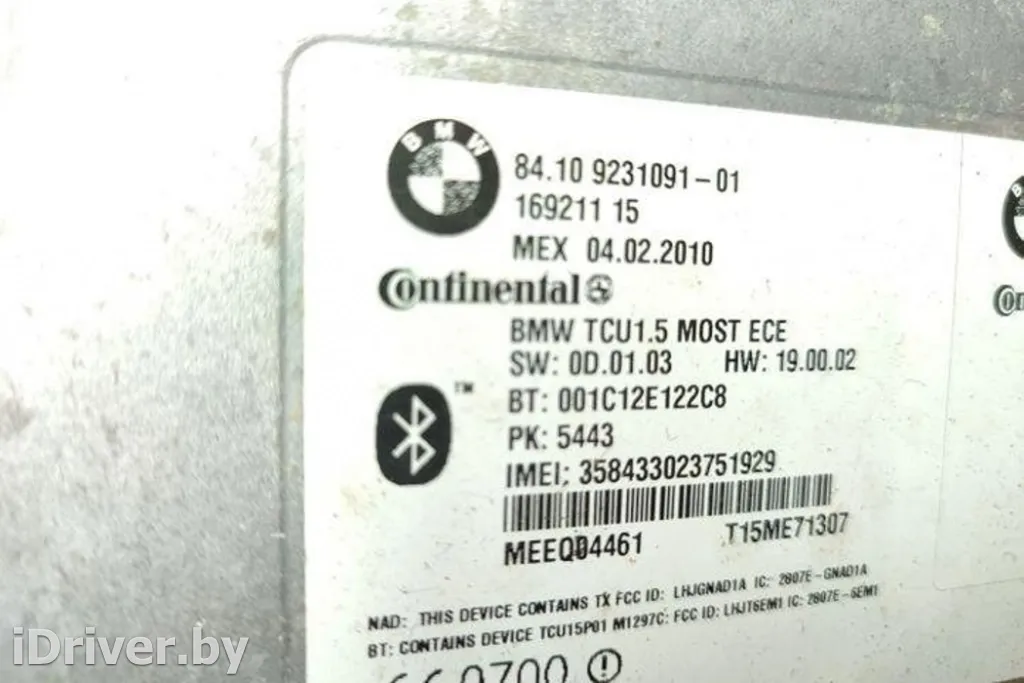 BMW
84.10 9231091-01
169211 15
MEX 04.02.2010
Continental
BMW TCU1.5 MOST ECE
SW: 0D.01.03 HW: 19.00.02
™
BT: 001C12E122C8
PK: 5443
IMEI: 358433023751929
MEEQ04461 T15ME71307
NAD: THIS DEVICE CONTAINS TX FCC ID: LHJGNAD1A IC: 2807E-GNAD1A
BT: CONTAINS DEVICE TCU15P01 M1297C: FCC ID: LHJT6EM1 IC: 2807E-6EM1
0700
iDriver.by